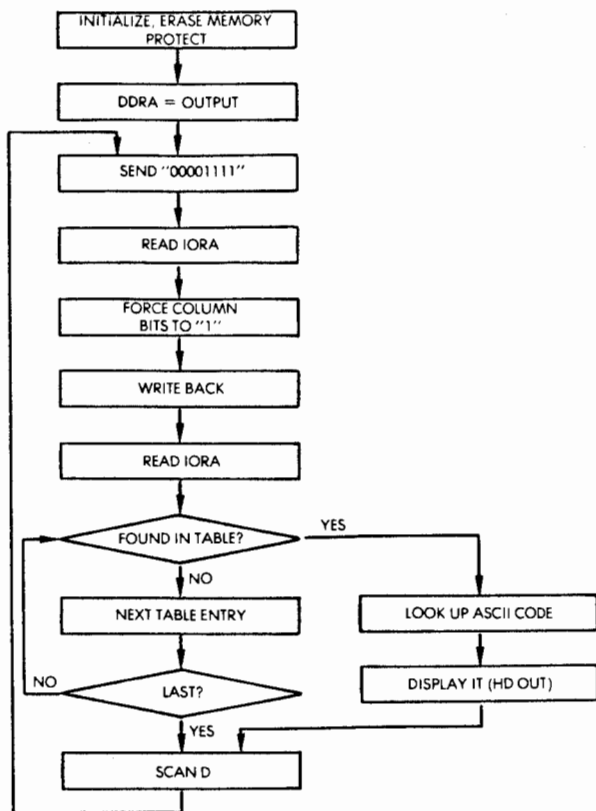 INITIALIZE, ERASE MEMORY
PROTECT
DDRA = OUTPUT
SEND "00001111"
READ IORA
FORCE COLUMN
BITS TO "1"
WRITE BACK
READ IORA
FOUND IN TABLE?
YES
NO
NEXT TABLE ENTRY
LOOK UP ASCII CODE
NO
LAST?
DISPLAY IT (HD OUT)
YES
SCAN D